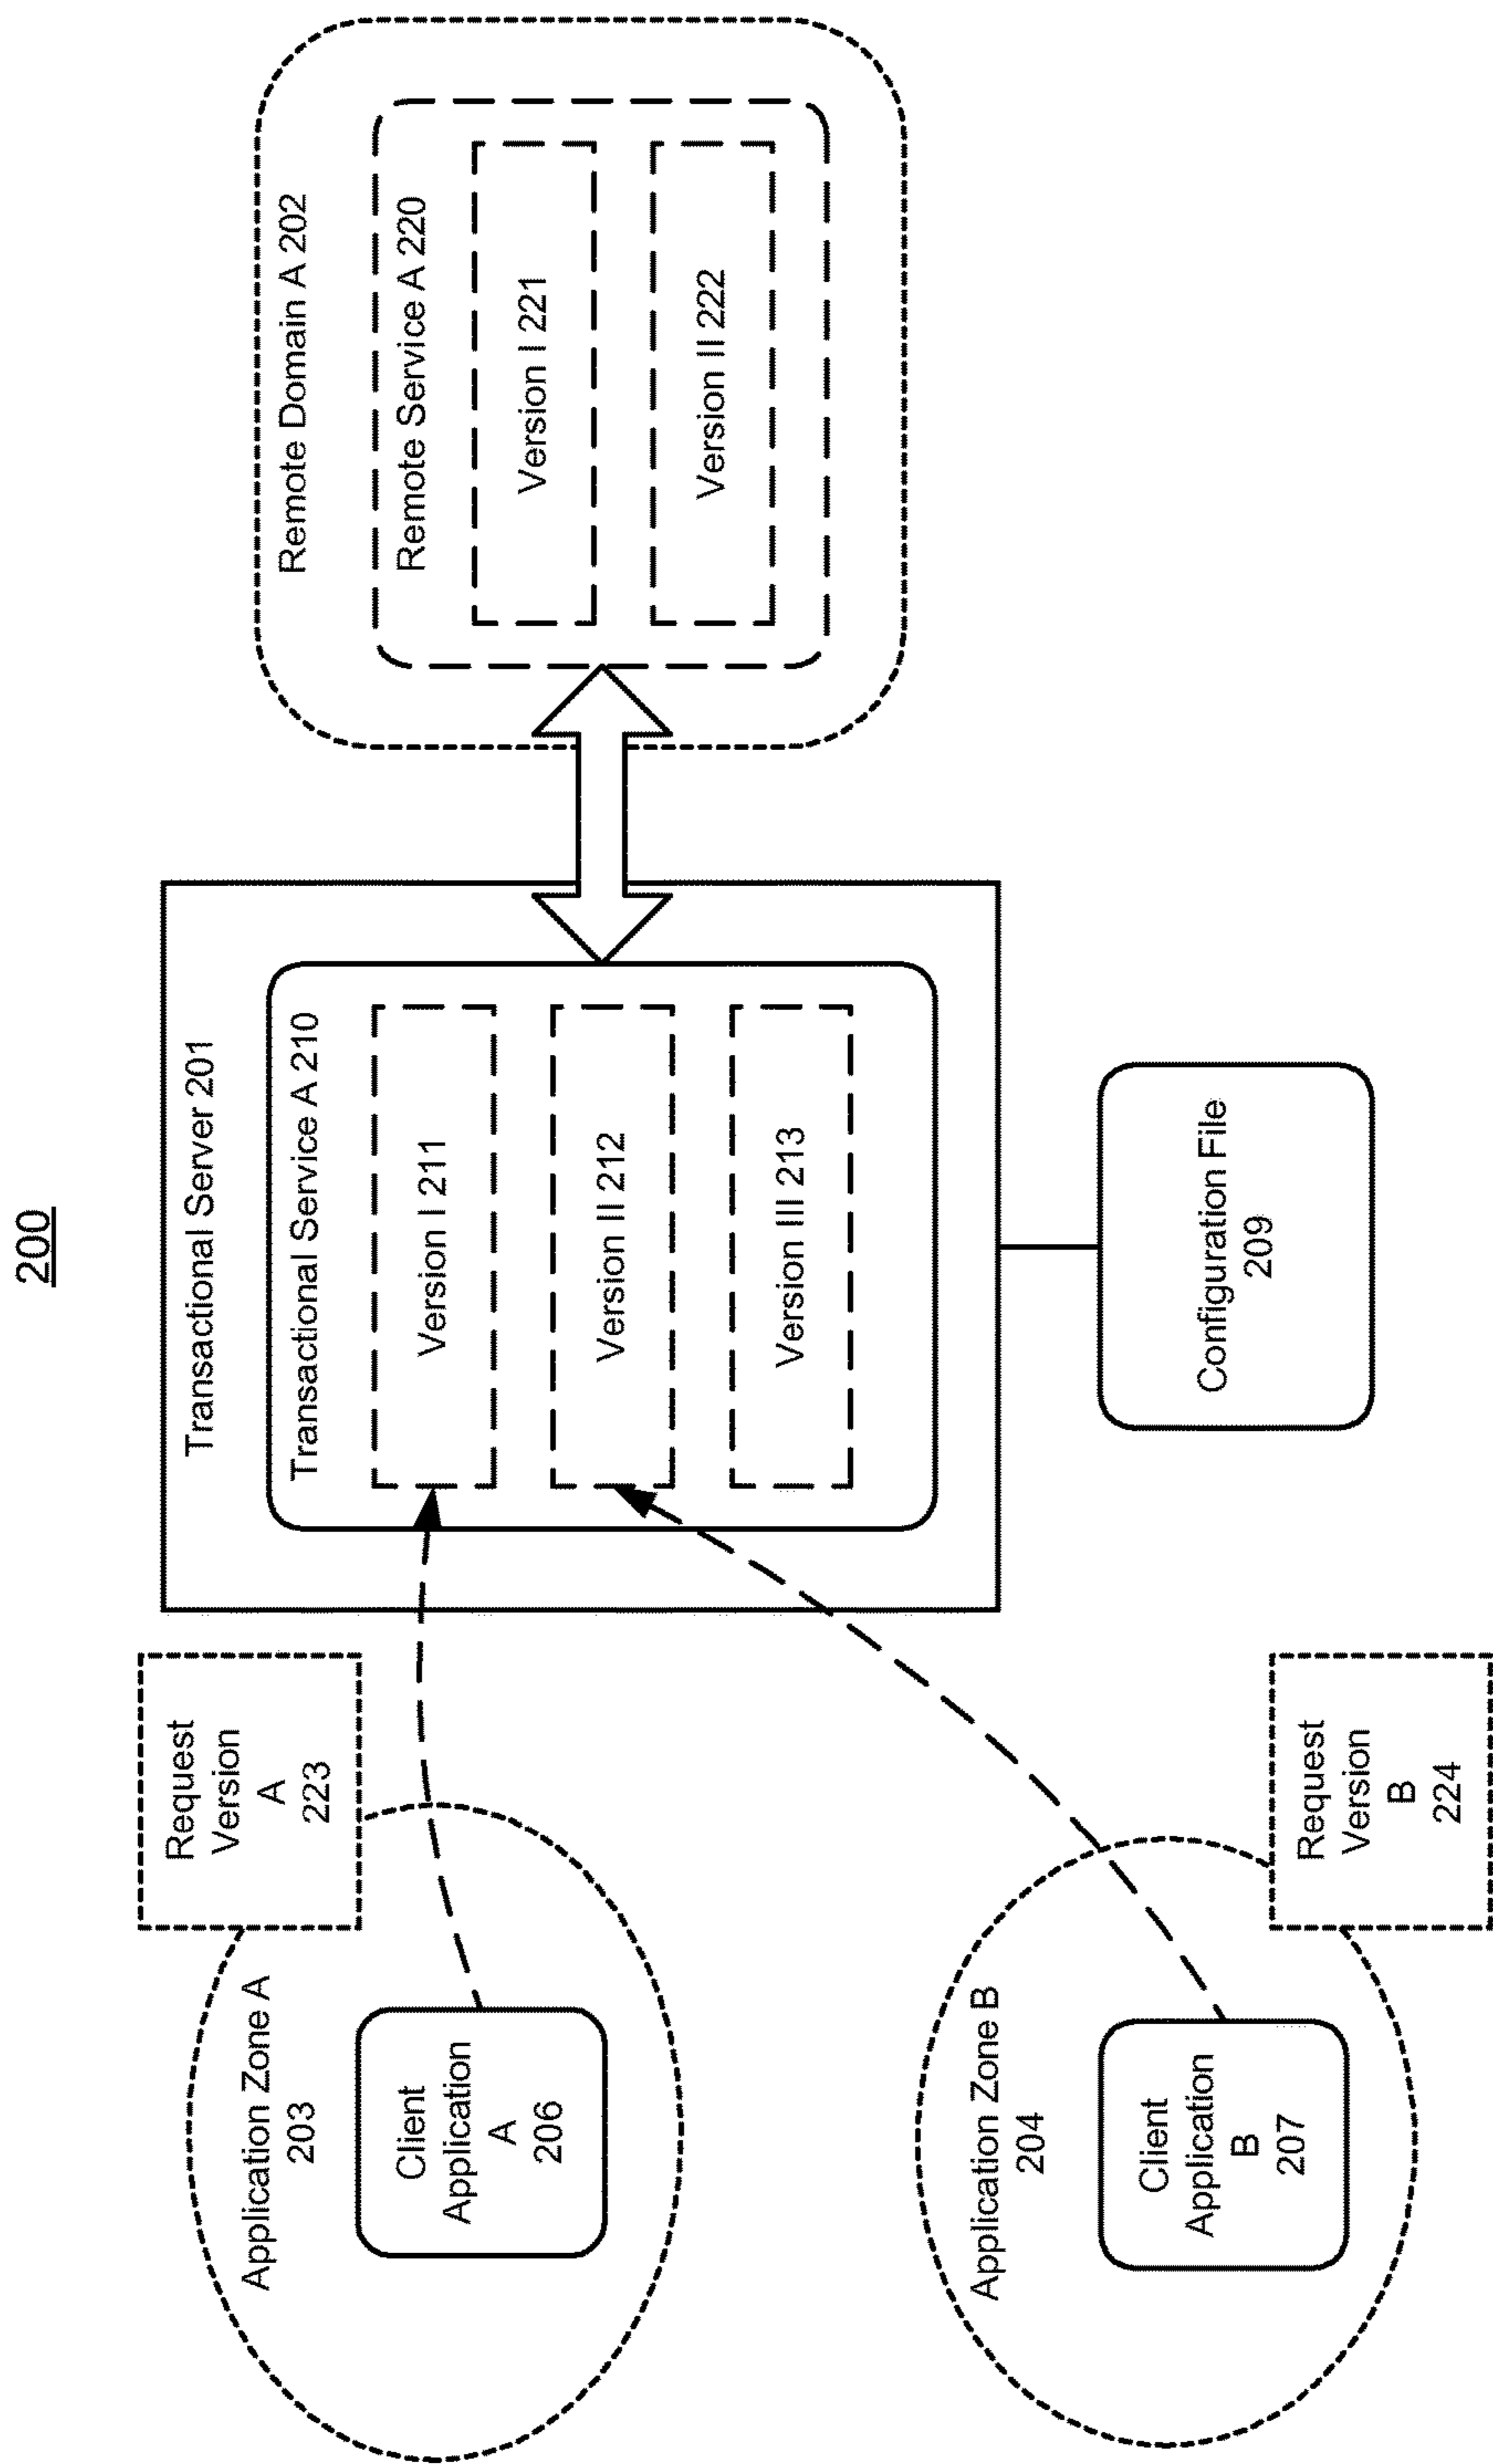 200
Transactional Server 201
Transactional Service A 210
Version I 211
Version II 212
Version III 213
Remote Domain A 202
Remote Service A 220
Version I 221
Version II 222
Request
Version
A
223
Application Zone A
203
Client
Application
A
206
Application Zone B
204
Client
Application
B
207
Request
Version
B
224
Configuration File
209